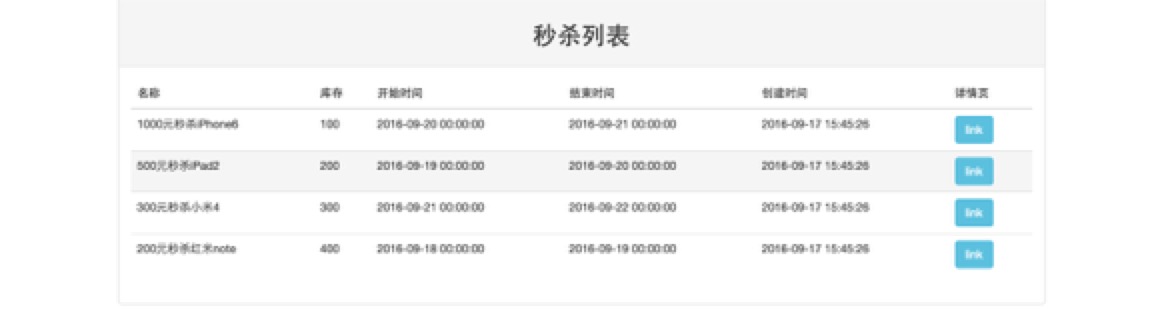 秒杀列表
名称 库存 开始时间 结束时间 创建时间 详情页
1000元秒杀iPhone6 100 2016-09-20 00:00:00 2016-09-21 00:00:00 2016-09-17 15:45:26 link
500元秒杀iPad2 200 2016-09-19 00:00:00 2016-09-20 00:00:00 2016-09-17 15:45:26 link
300元秒杀小米4 300 2016-09-21 00:00:00 2016-09-22 00:00:00 2016-09-17 15:45:26 link
200元秒杀红米note 400 2016-09-18 00:00:00 2016-09-19 00:00:00 2016-09-17 15:45:26 link